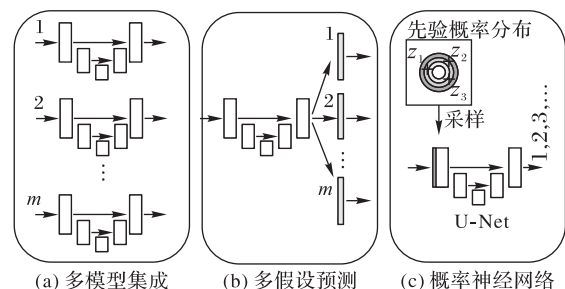 1
2
⋮
m
(a) 多模型集成
1
2
⋮
m
(b) 多假设预测
先验概率分布
z1 z2
z3
采样
1,2,3,…
U-Net
(c) 概率神经网络